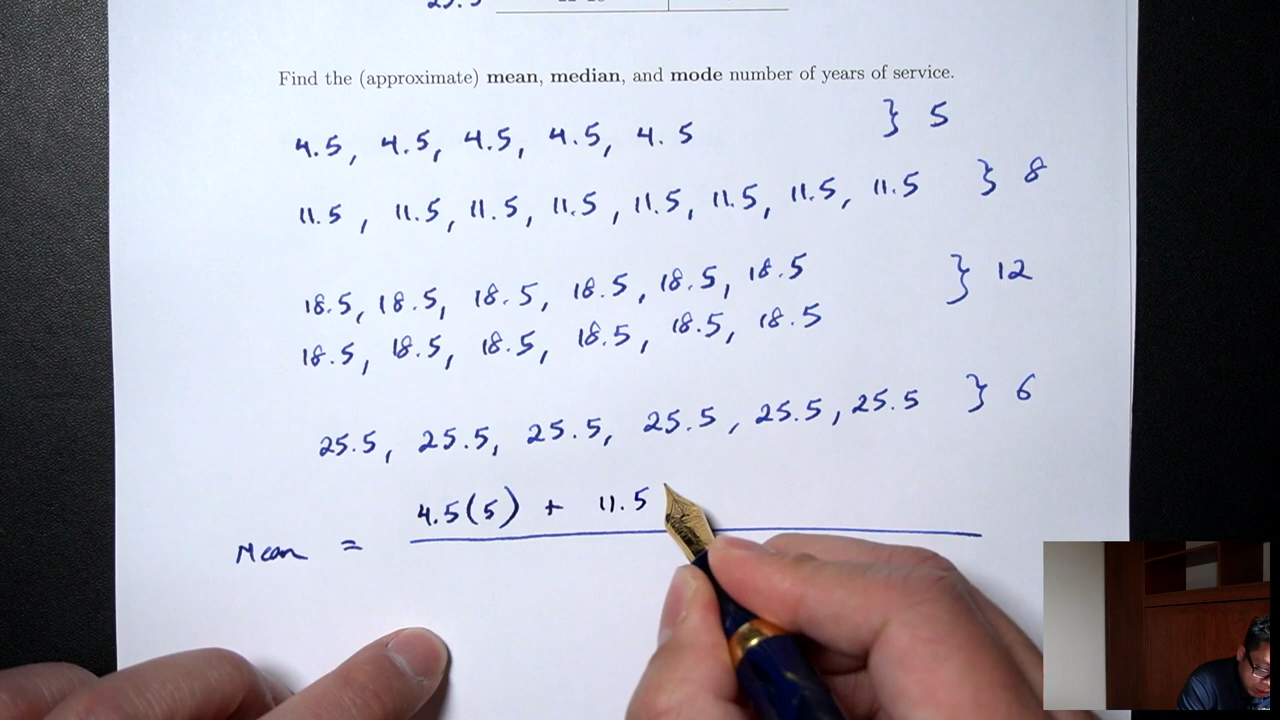 25.5
Find the (approximate) mean, median, and mode number of years of service.
4.5, 4.5, 4.5, 4.5, 4.5 } 5
11.5, 11.5, 11.5, 11.5, 11.5, 11.5, 11.5, 11.5 } 8
18.5, 18.5, 18.5, 18.5, 18.5, 18.5 } 12
18.5, 18.5, 18.5, 18.5, 18.5, 18.5
25.5, 25.5, 25.5, 25.5, 25.5, 25.5 } 6
4.5(5) + 11.5
Mean =